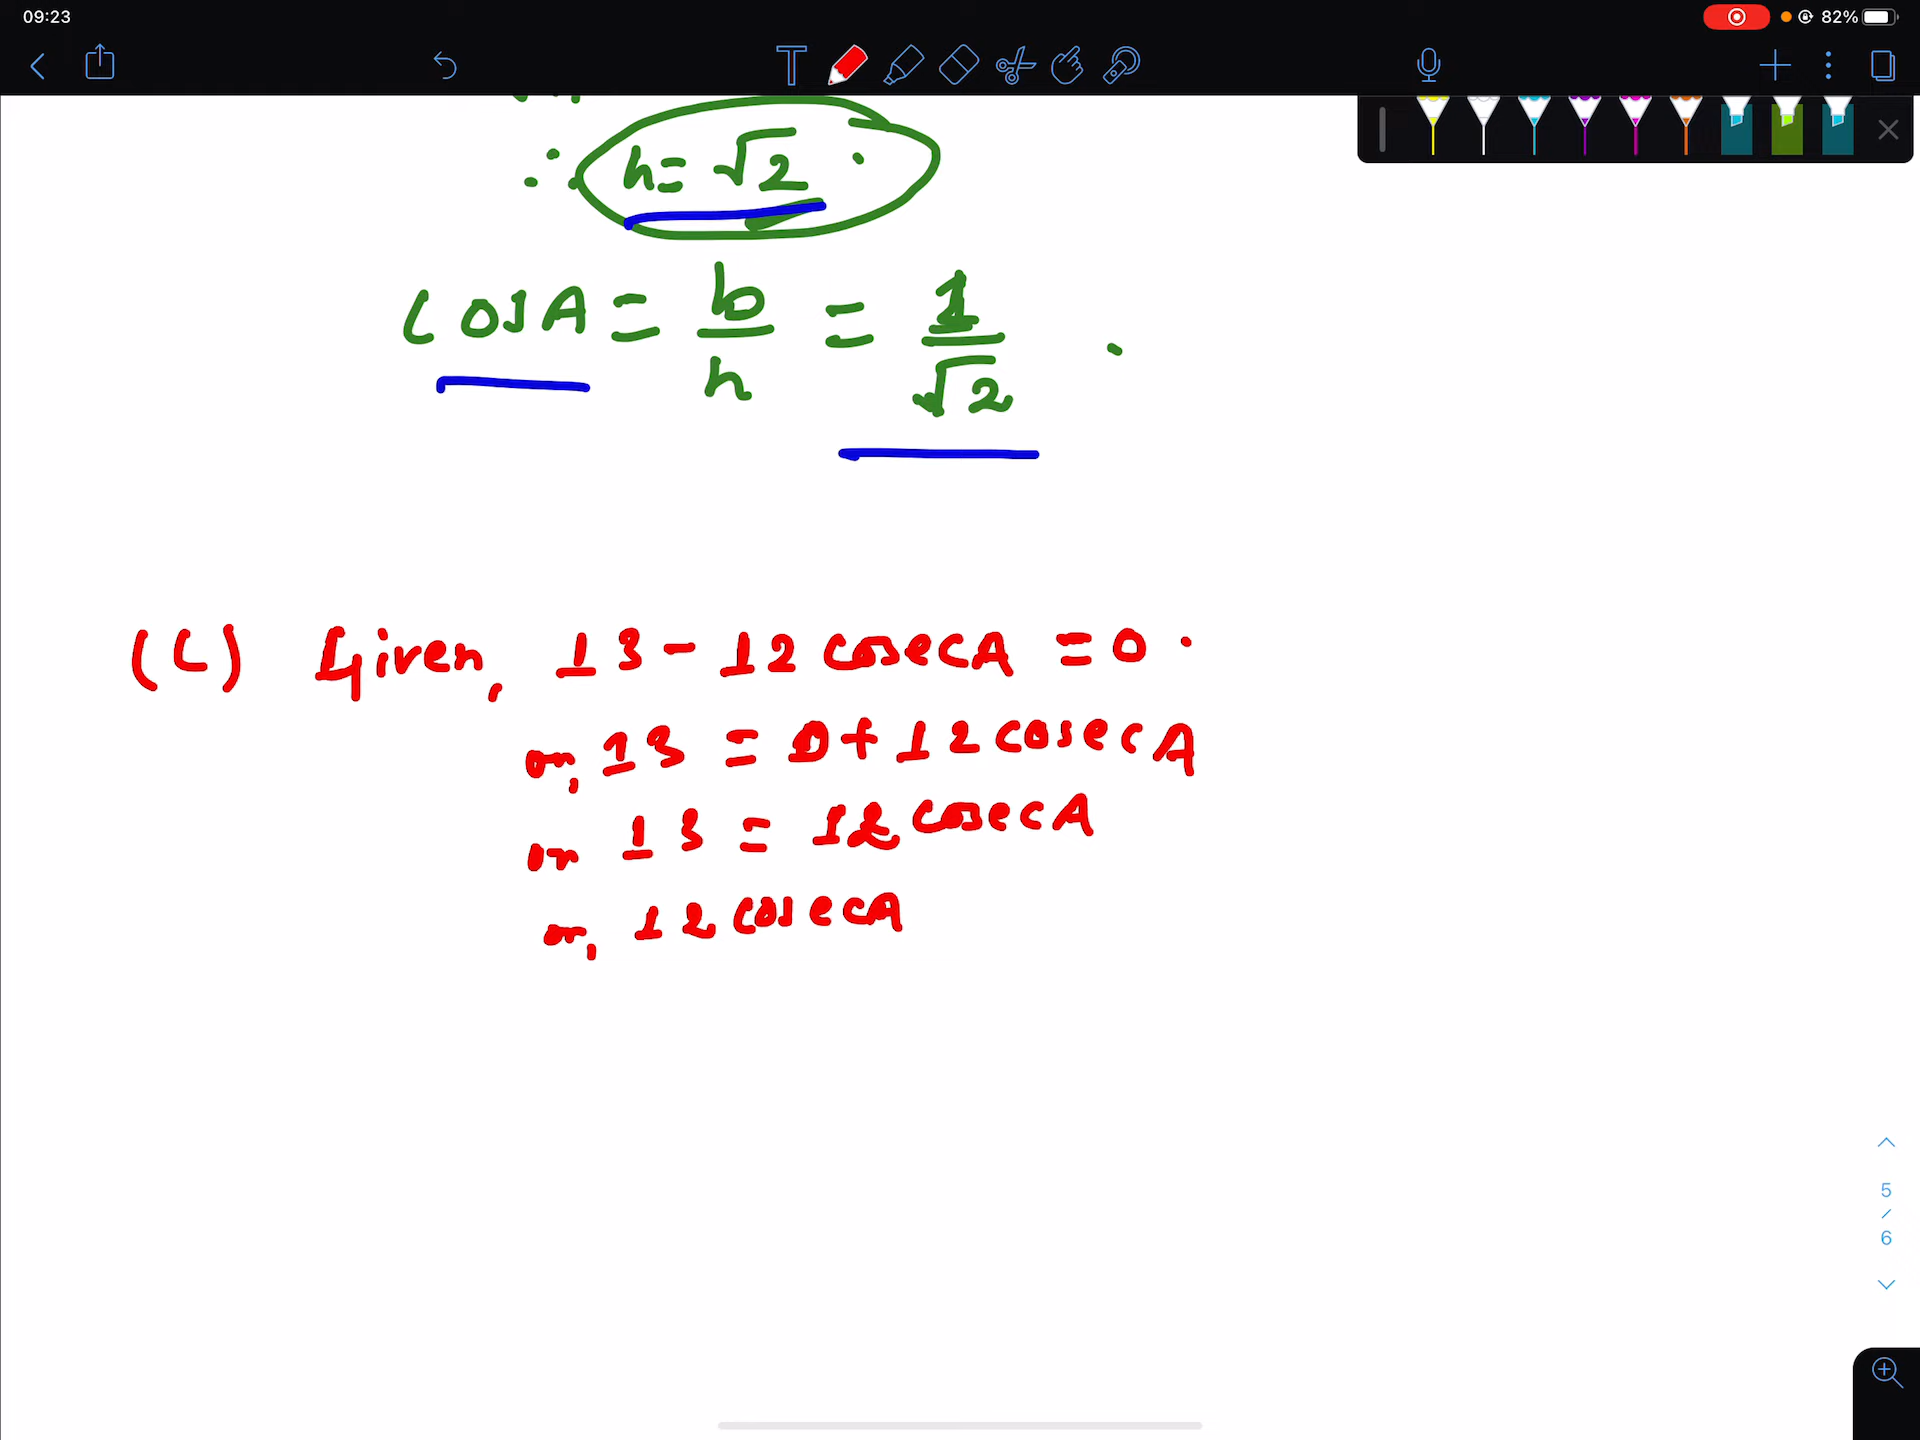 09:23
82%
∴ h = √2 .
cosA = b/h = 1/√2 .
(C) Given, 13 - 12 cosecA = 0 .
or, 13 = 0 + 12 cosecA
or 13 = 12 cosecA
or, 12 cosecA
5
/
6